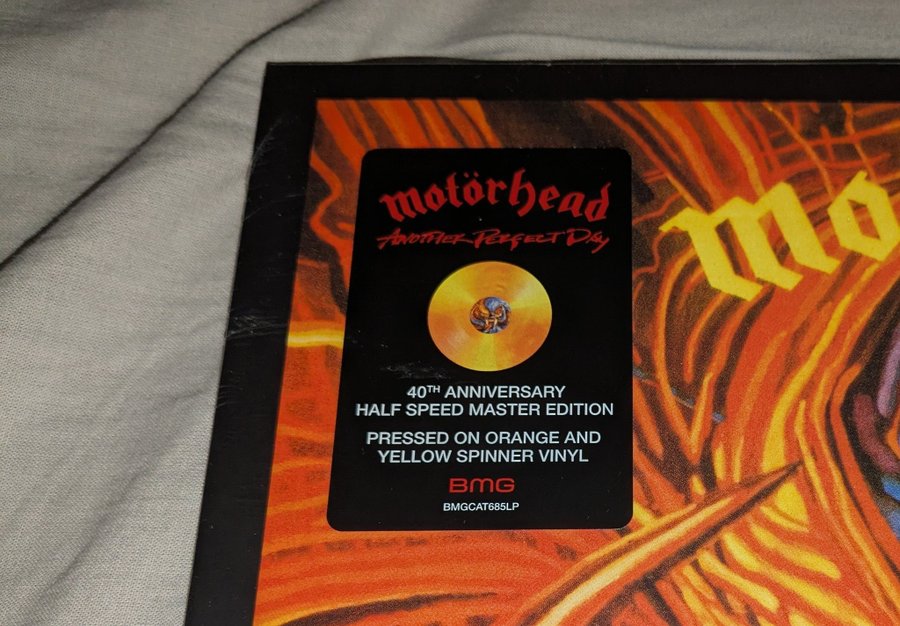 motörhead
ANOTHER PERFECT DAY
40TH ANNIVERSARY
HALF SPEED MASTER EDITION
PRESSED ON ORANGE AND
YELLOW SPINNER VINYL
BMG
BMGCAT685LP
Mo